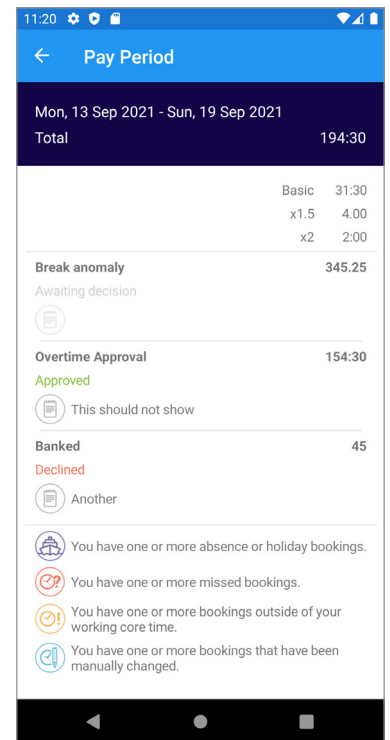 11:20
Pay Period
Mon, 13 Sep 2021 - Sun, 19 Sep 2021
Total 194:30
Basic 31:30
x1.5 4.00
x2 2:00
Break anomaly 345.25
Awaiting decision
Overtime Approval 154:30
Approved
This should not show
Banked 45
Declined
Another
You have one or more absence or holiday bookings.
You have one or more missed bookings.
You have one or more bookings outside of your
working core time.
You have one or more bookings that have been
manually changed.